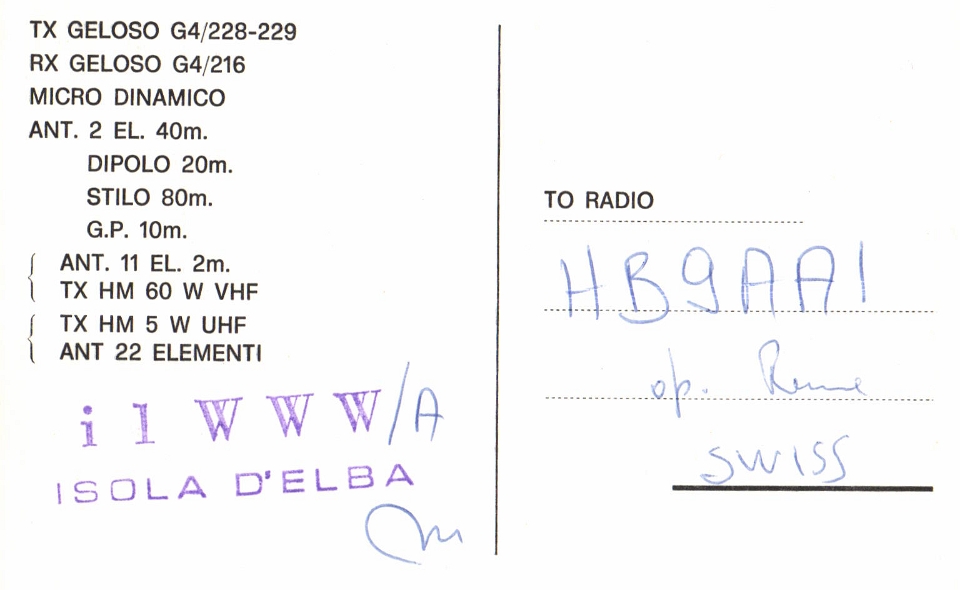 TX GELOSO G4/228-229
RX GELOSO G4/216
MICRO DINAMICO
ANT. 2 EL. 40m.
DIPOLO 20m.
STILO 80m.
G.P. 10m.
ANT. 11 EL. 2m.
TX HM 60 W VHF
TX HM 5 W UHF
ANT 22 ELEMENTI
i 1 W W W/A
ISOLA D'ELBA
TO RADIO
HB9AAI
op.
SWISS